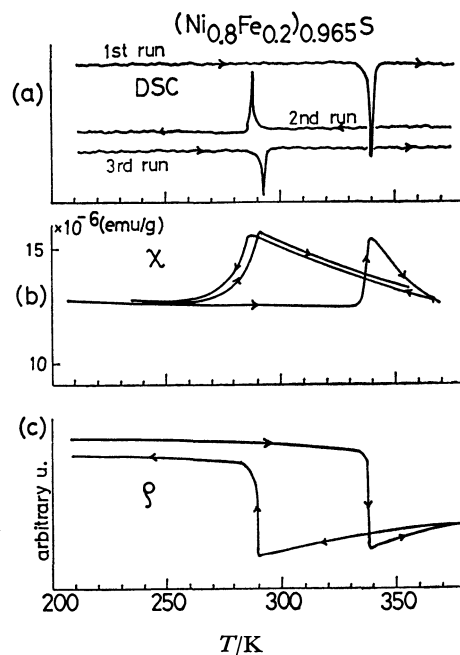 (Ni0.8Fe0.2)0.965S
1st run
(a)
DSC
2nd run
3rd run
×10⁻⁶(emu/g)
15
χ
(b)
10
(c)
arbitrary u.
ρ
200 250 300 350
T/K